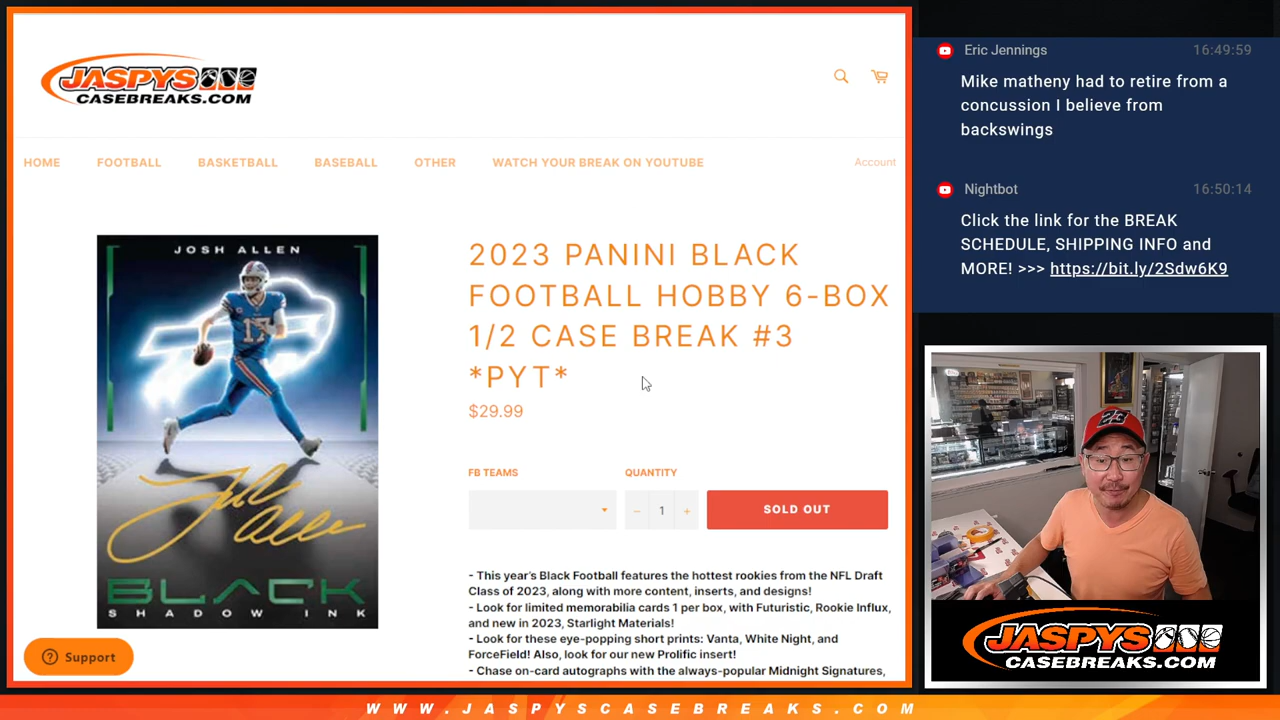 JASPYS
CASEBREAKS.COM
HOME FOOTBALL BASKETBALL BASEBALL OTHER WATCH YOUR BREAK ON YOUTUBE Account
JOSH ALLEN
17
BLACK
SHADOW INK
2023 PANINI BLACK
FOOTBALL HOBBY 6-BOX
1/2 CASE BREAK #3
*PYT*
$29.99
FB TEAMS QUANTITY
1 SOLD OUT
- This year's Black Football features the hottest rookies from the NFL Draft
Class of 2023, along with more content, inserts, and designs!
- Look for limited memorabilia cards 1 per box, with Futuristic, Rookie Influx,
and new in 2023, Starlight Materials!
- Look for these eye-popping short prints: Vanta, White Night, and
ForceField! Also, look for our new Prolific insert!
- Chase on-card autographs with the always-popular Midnight Signatures,
Support
Eric Jennings 16:49:59
Mike matheny had to retire from a
concussion I believe from
backswings
Nightbot 16:50:14
Click the link for the BREAK
SCHEDULE, SHIPPING INFO and
MORE! >>> https://bit.ly/2Sdw6K9
23
JASPYS
CASEBREAKS.COM
WWW.JASPYSCASEBREAKS.COM